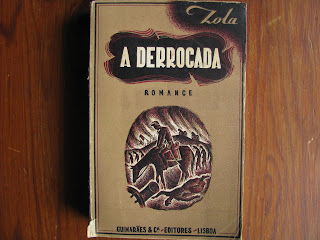 Zola
A DERROCADA
ROMANCE
GUIMARÃES & Cª - EDITORES - LISBOA